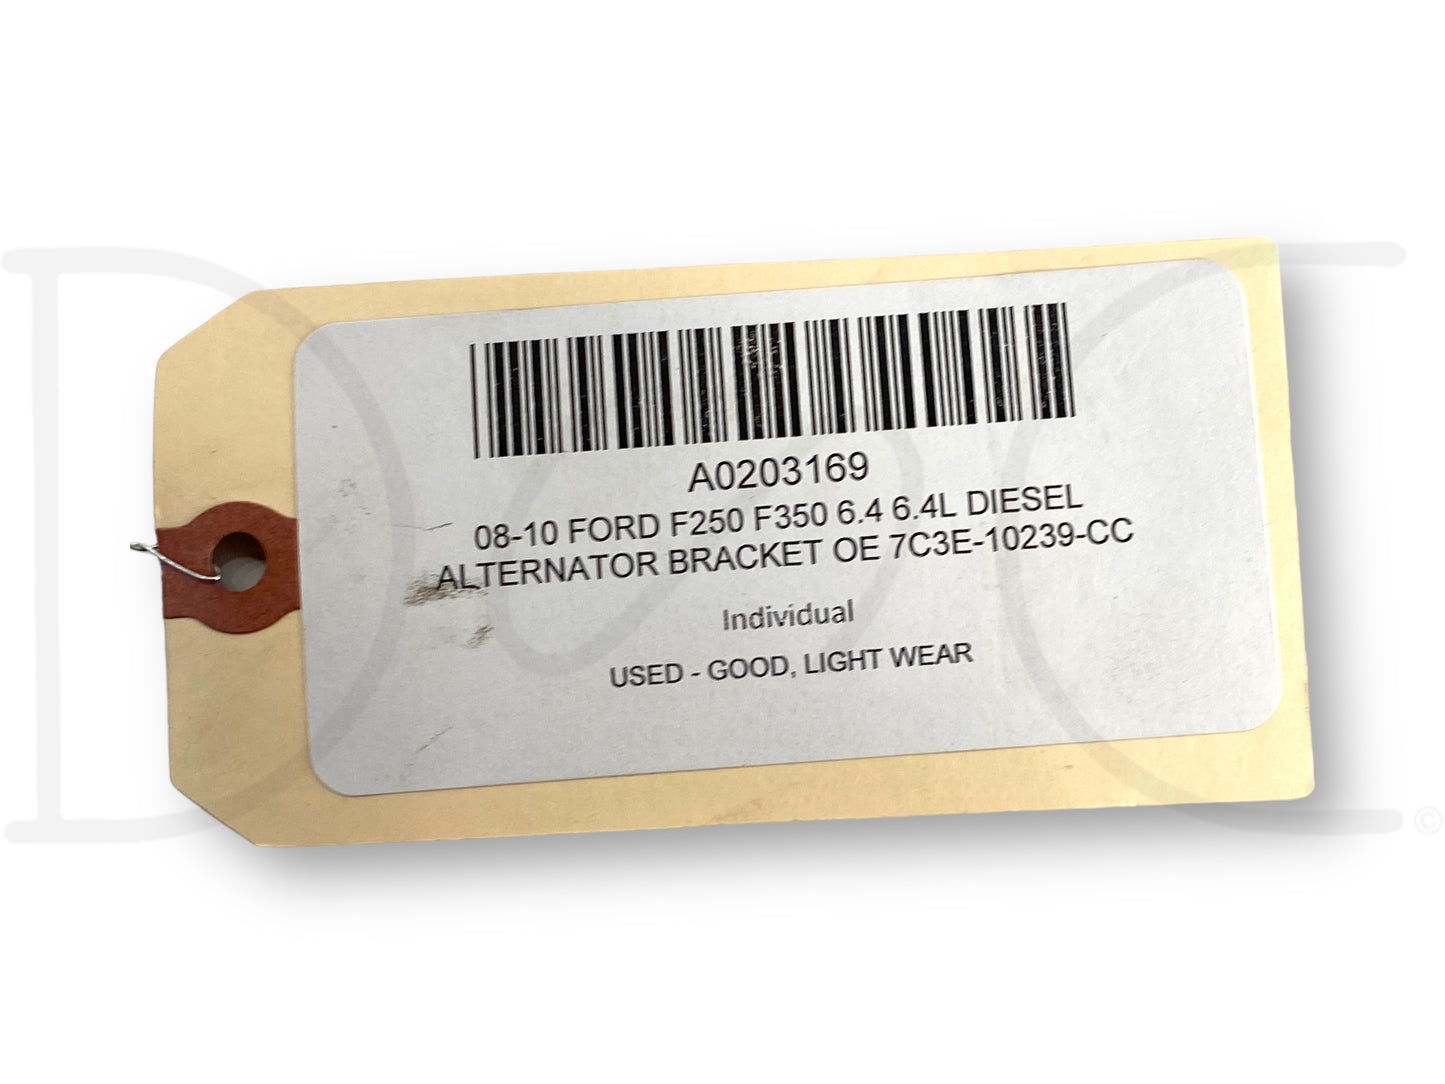 A0203169
08-10 FORD F250 F350 6.4 6.4L DIESEL
ALTERNATOR BRACKET OE 7C3E-10239-CC
Individual
USED - GOOD, LIGHT WEAR
©